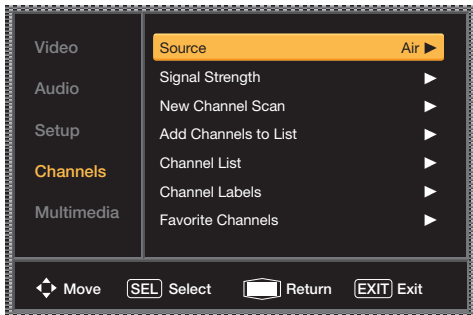 Video
Audio
Setup
Channels
Multimedia
Source Air
Signal Strength
New Channel Scan
Add Channels to List
Channel List
Channel Labels
Favorite Channels
Move SEL Select Return EXIT Exit